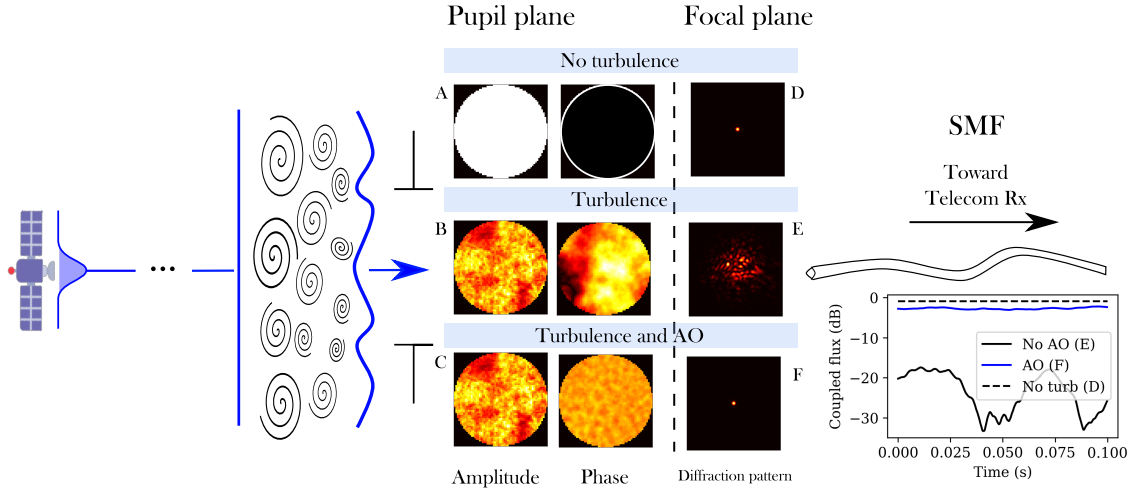 Pupil plane
Focal plane
No turbulence
A
D
SMF
Toward
Telecom Rx
Turbulence
B
E
...
Turbulence and AO
C
F
Amplitude
Phase
Diffraction pattern
Coupled flux (dB)
0
−10
−20
−30
No AO (E)
AO (F)
No turb (D)
0.000
0.025
0.050
0.075
0.100
Time (s)